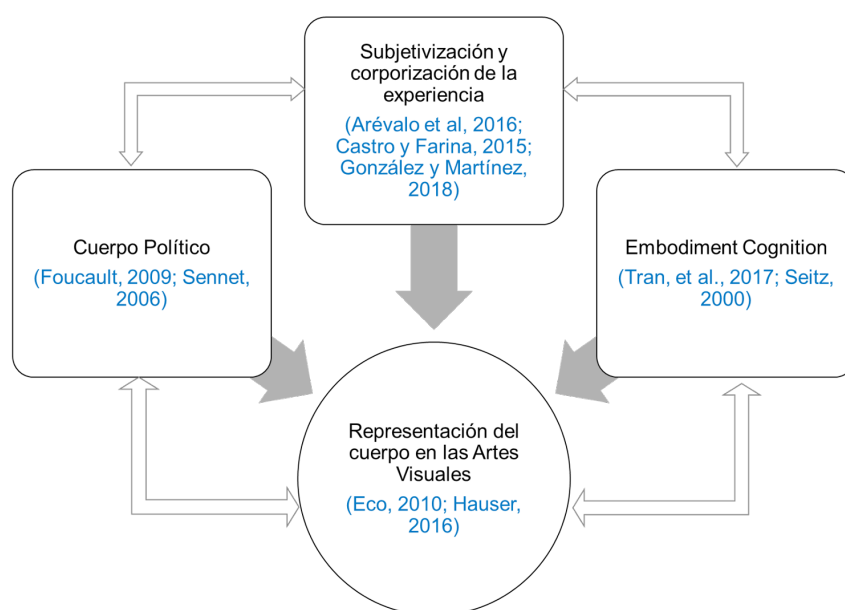 Subjetivización y
corporización de la
experiencia
(Arévalo et al, 2016;
Castro y Farina, 2015;
González y Martínez,
2018)
Cuerpo Político
(Foucault, 2009; Sennet,
2006)
Embodiment Cognition
(Tran, et al., 2017; Seitz,
2000)
Representación del
cuerpo en las Artes
Visuales
(Eco, 2010; Hauser,
2016)